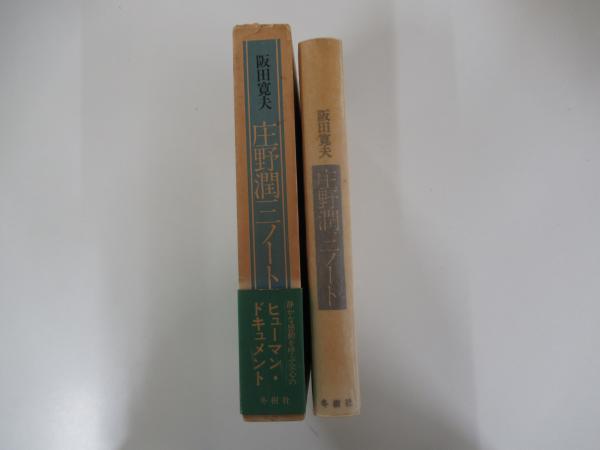 阪田寛夫
庄野潤三ノート
ヒューマン・
ドキュメント
冬樹社
阪田寛夫
庄野潤三ノート
冬樹社